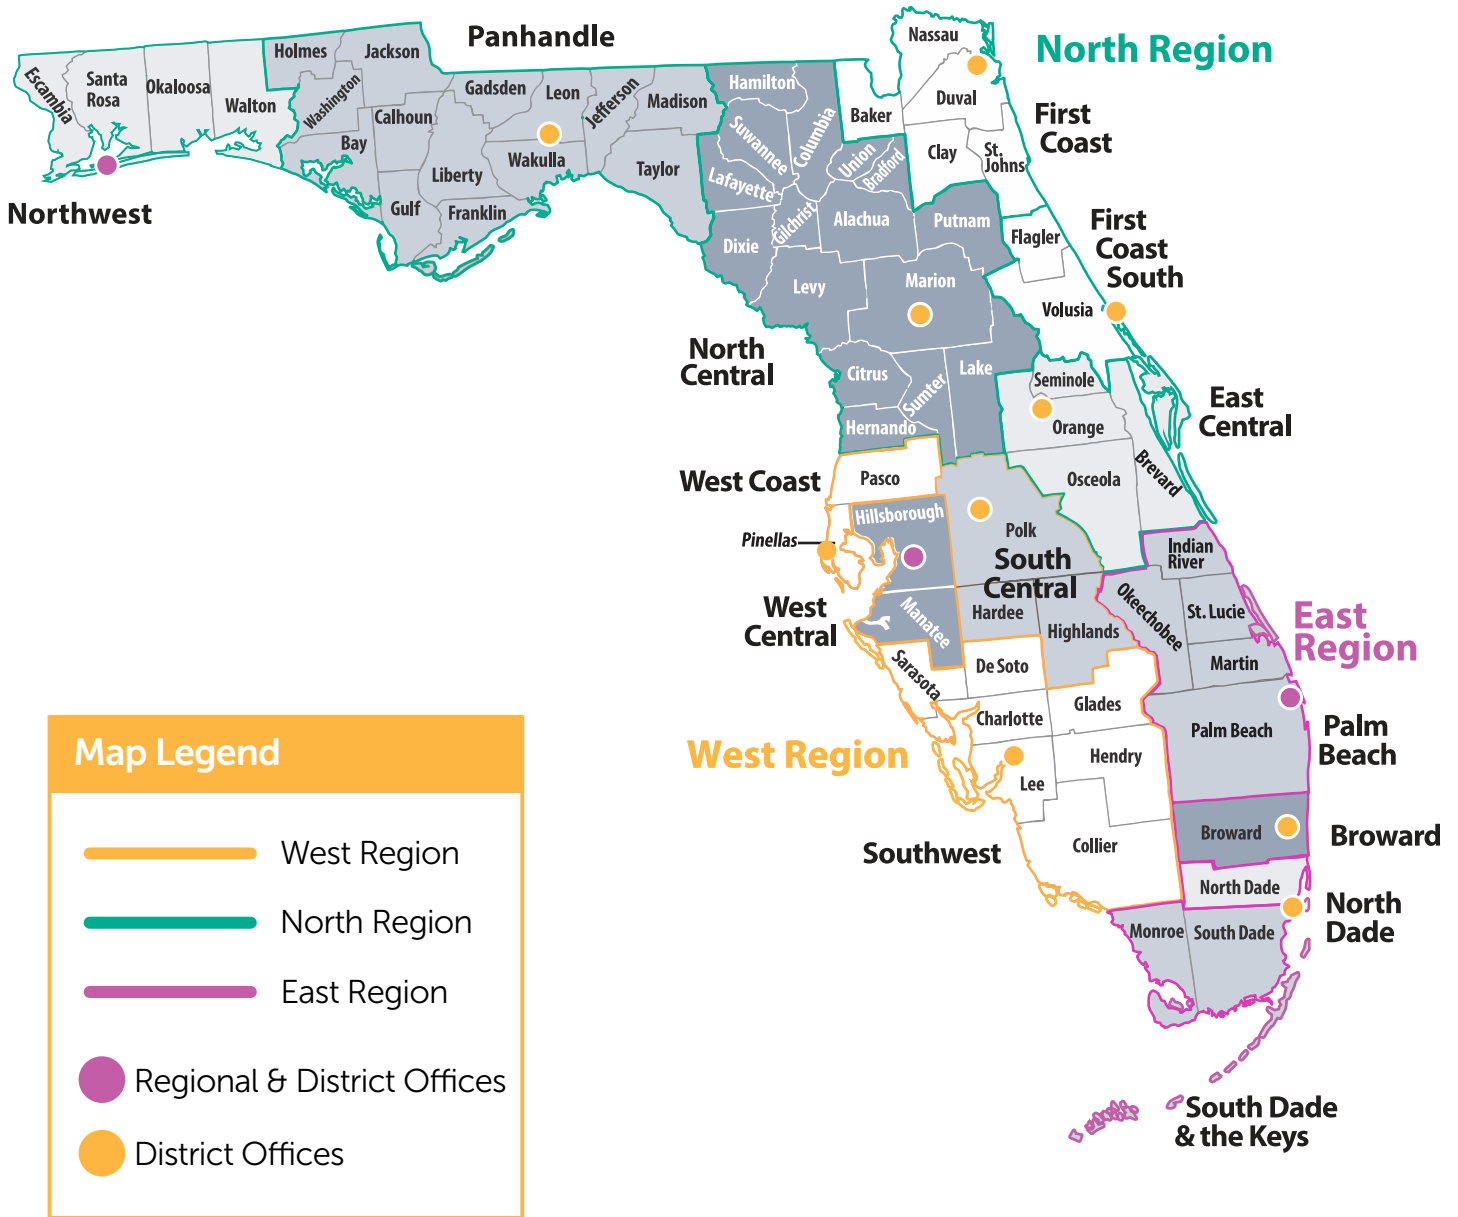 Panhandle
North Region
Nassau
Holmes
Jackson
Escambia
Santa
Rosa
Okaloosa
Walton
Washington
Gadsden
Leon
Jefferson
Madison
Hamilton
Duval
Baker
First
Coast
Calhoun
Bay
Suwannee
Columbia
Union
Bradford
Clay
St.
Johns
Wakulla
Liberty
Taylor
Lafayette
Northwest
Gulf
Franklin
Gilchrist
Alachua
Putnam
Dixie
Flagler
First
Coast
South
Levy
Marion
Volusia
North
Central
Citrus
Sumter
Lake
Seminole
Orange
Hernando
East
Central
West Coast
Pasco
Osceola
Brevard
Hillsborough
Polk
Pinellas
South
Central
Indian
River
West
Central
Manatee
Hardee
Highlands
Okeechobee
St. Lucie
East
Region
Sarasota
De Soto
Martin
Charlotte
Glades
Palm Beach
Palm
Beach
West Region
Lee
Hendry
Southwest
Collier
Broward
Broward
North Dade
North
Dade
Monroe
South Dade
South Dade
& the Keys
Map Legend
West Region
North Region
East Region
Regional & District Offices
District Offices